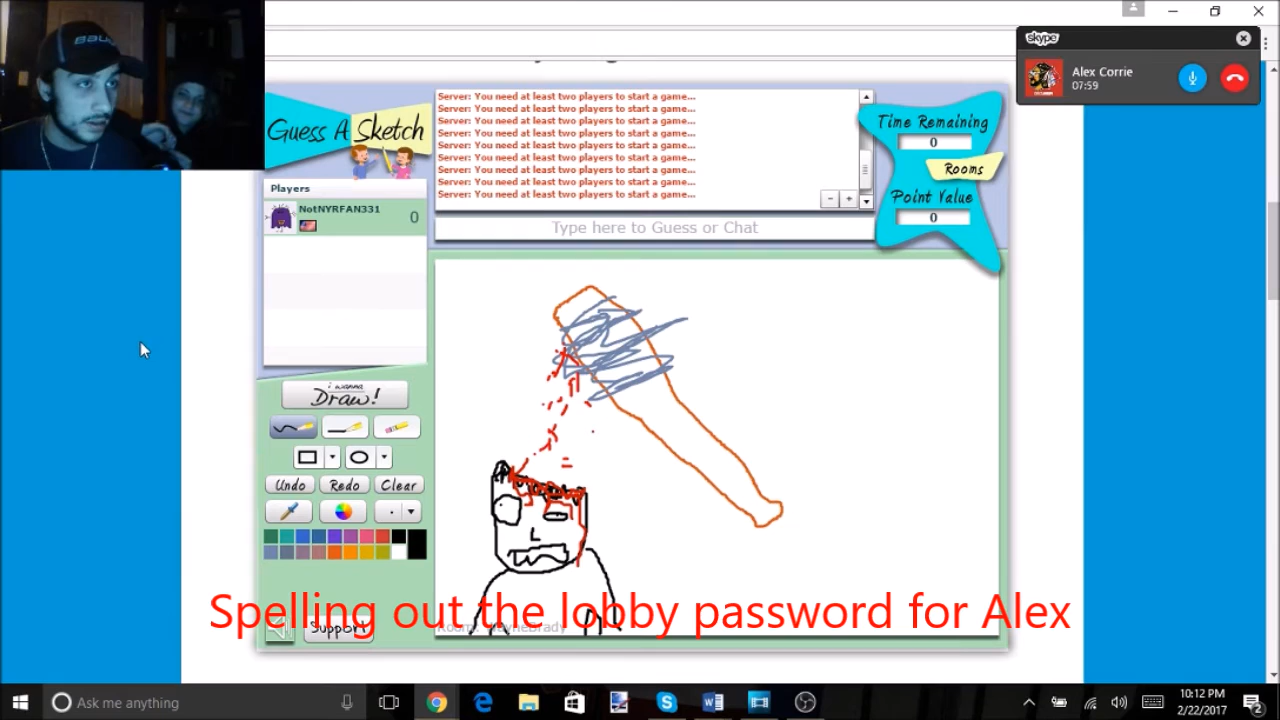 BAUER
skype
Alex Corrie
07:59
Guess A Sketch
Server: You need at least two players to start a game...
Server: You need at least two players to start a game...
Server: You need at least two players to start a game...
Server: You need at least two players to start a game...
Server: You need at least two players to start a game...
Server: You need at least two players to start a game...
Server: You need at least two players to start a game...
Server: You need at least two players to start a game...
Server: You need at least two players to start a game...
Time Remaining
0
Rooms
Point Value
0
Players
NotNYRFAN331
0
Type here to Guess or Chat
i wanna
Draw!
Undo
Redo
Clear
Spelling out the lobby password for Alex
Support
Room: WayneBrady
Ask me anything
10:12 PM
2/22/2017
2